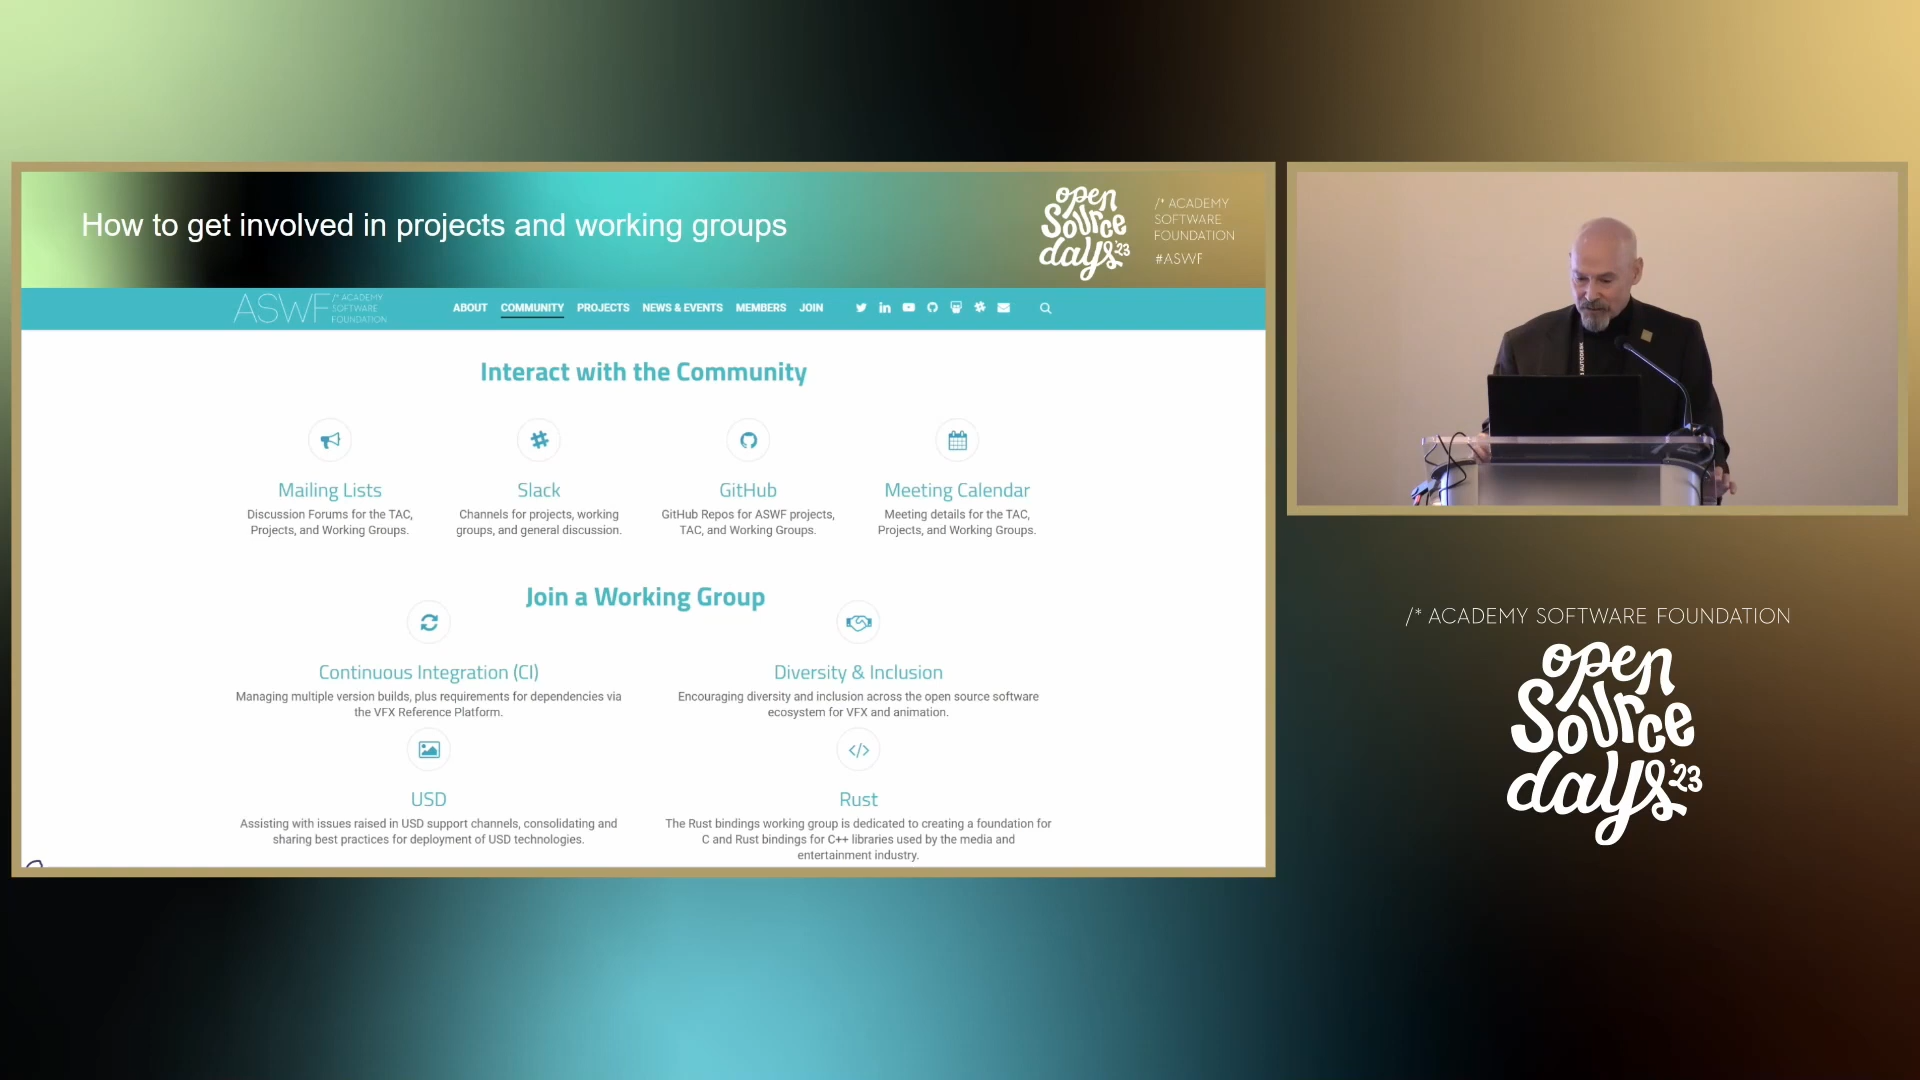 How to get involved in projects and working groups
open
Source
days '23
/* ACADEMY
SOFTWARE
FOUNDATION
#ASWF
ASWF /* ACADEMY
SOFTWARE
FOUNDATION
ABOUT COMMUNITY PROJECTS NEWS & EVENTS MEMBERS JOIN
Interact with the Community
Mailing Lists
Discussion Forums for the TAC,
Projects, and Working Groups.
Slack
Channels for projects, working
groups, and general discussion.
GitHub
GitHub Repos for ASWF projects,
TAC, and Working Groups.
Meeting Calendar
Meeting details for the TAC,
Projects, and Working Groups.
Join a Working Group
Continuous Integration (CI)
Managing multiple version builds, plus requirements for dependencies via
the VFX Reference Platform.
Diversity & Inclusion
Encouraging diversity and inclusion across the open source software
ecosystem for VFX and animation.
USD
Assisting with issues raised in USD support channels, consolidating and
sharing best practices for deployment of USD technologies.
Rust
The Rust bindings working group is dedicated to creating a foundation for
C and Rust bindings for C++ libraries used by the media and
entertainment industry.
AUTODESK
/* ACADEMY SOFTWARE FOUNDATION
open
Source
days '23